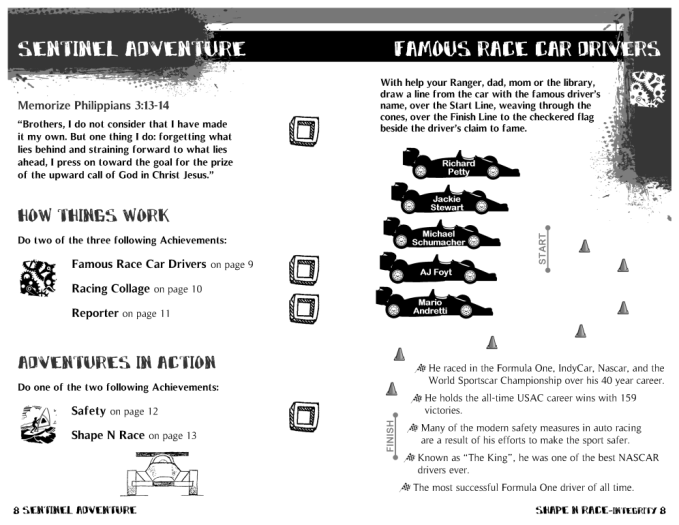 SENTINEL ADVENTURE
Memorize Philippians 3:13-14
“Brothers, I do not consider that I have made
it my own. But one thing I do: forgetting what
lies behind and straining forward to what lies
ahead, I press on toward the goal for the prize
of the upward call of God in Christ Jesus.”
HOW THINGS WORK
Do two of the three following Achievements:
Famous Race Car Drivers on page 9
Racing Collage on page 10
Reporter on page 11
ADVENTURES IN ACTION
Do one of the two following Achievements:
Safety on page 12
Shape N Race on page 13
8 SENTINEL ADVENTURE
FAMOUS RACE CAR DRIVERS
With help your Ranger, dad, mom or the library,
draw a line from the car with the famous driver’s
name, over the Start Line, weaving through the
cones, over the Finish Line to the checkered flag
beside the driver’s claim to fame.
Richard
Petty
Jackie
Stewart
Michael
Schumacher
AJ Foyt
Mario
Andretti
START
FINISH
He raced in the Formula One, IndyCar, Nascar, and the
World Sportscar Championship over his 40 year career.
He holds the all-time USAC career wins with 159
victories.
Many of the modern safety measures in auto racing
are a result of his efforts to make the sport safer.
Known as “The King”, he was one of the best NASCAR
drivers ever.
The most successful Formula One driver of all time.
SHAPE N RACE-INTEGRITY 8